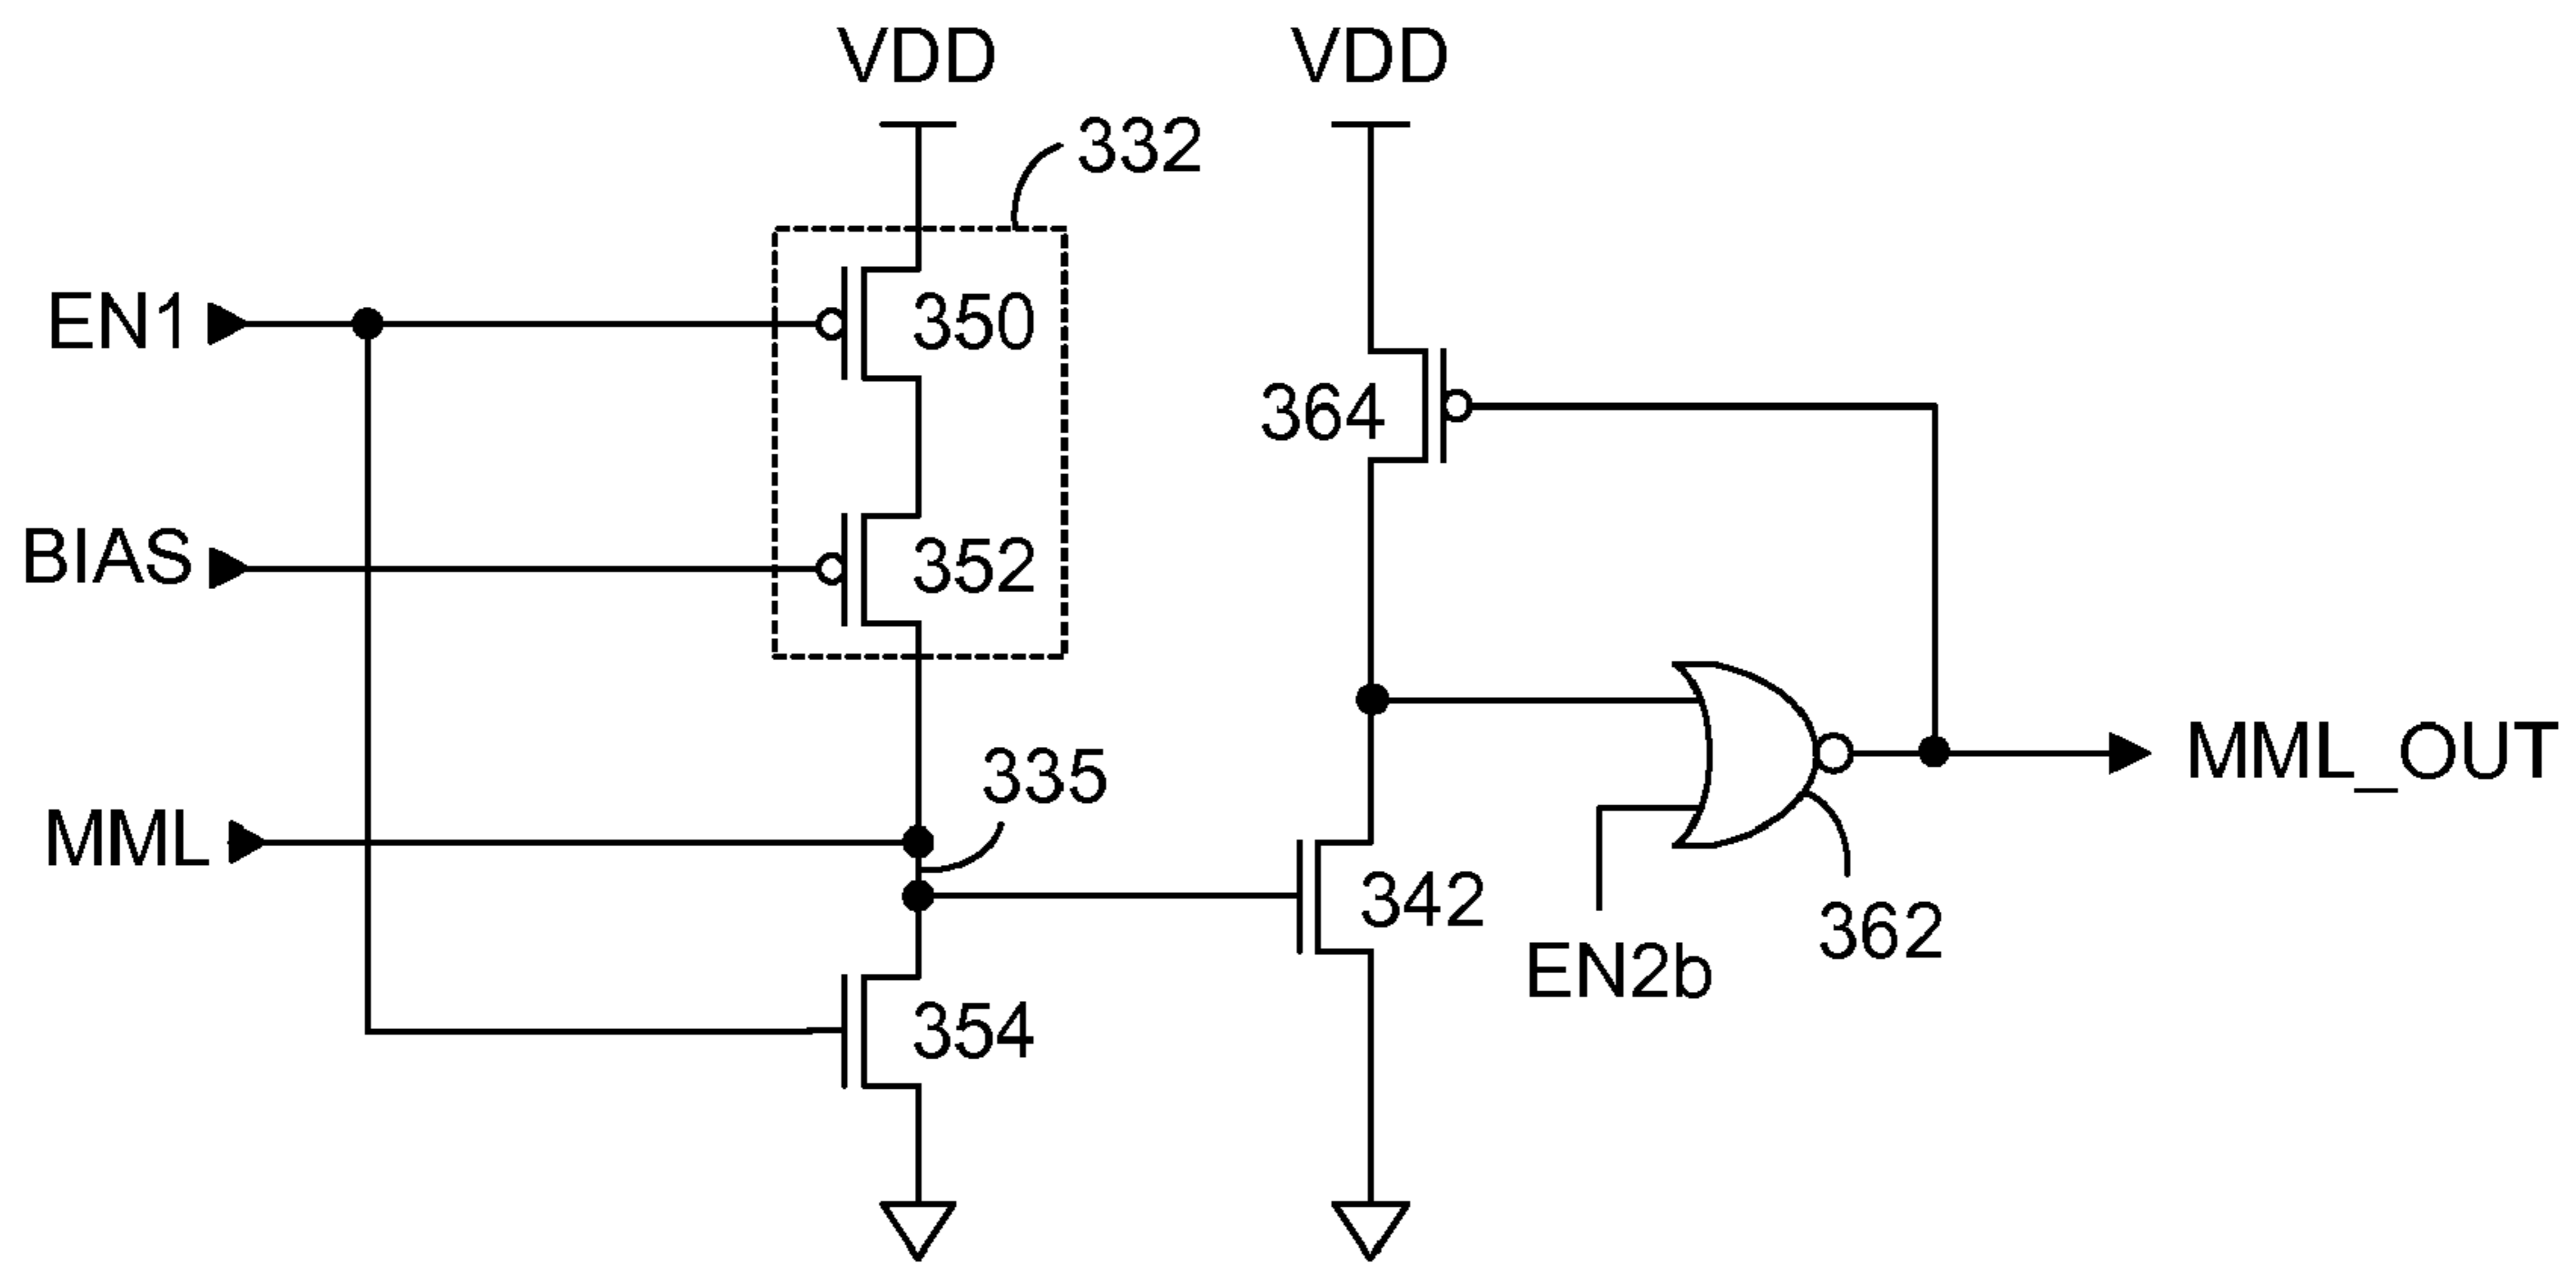 VDD
VDD
332
EN1
350
364
BIAS
352
335
MML_OUT
MML
342
362
EN2b
354